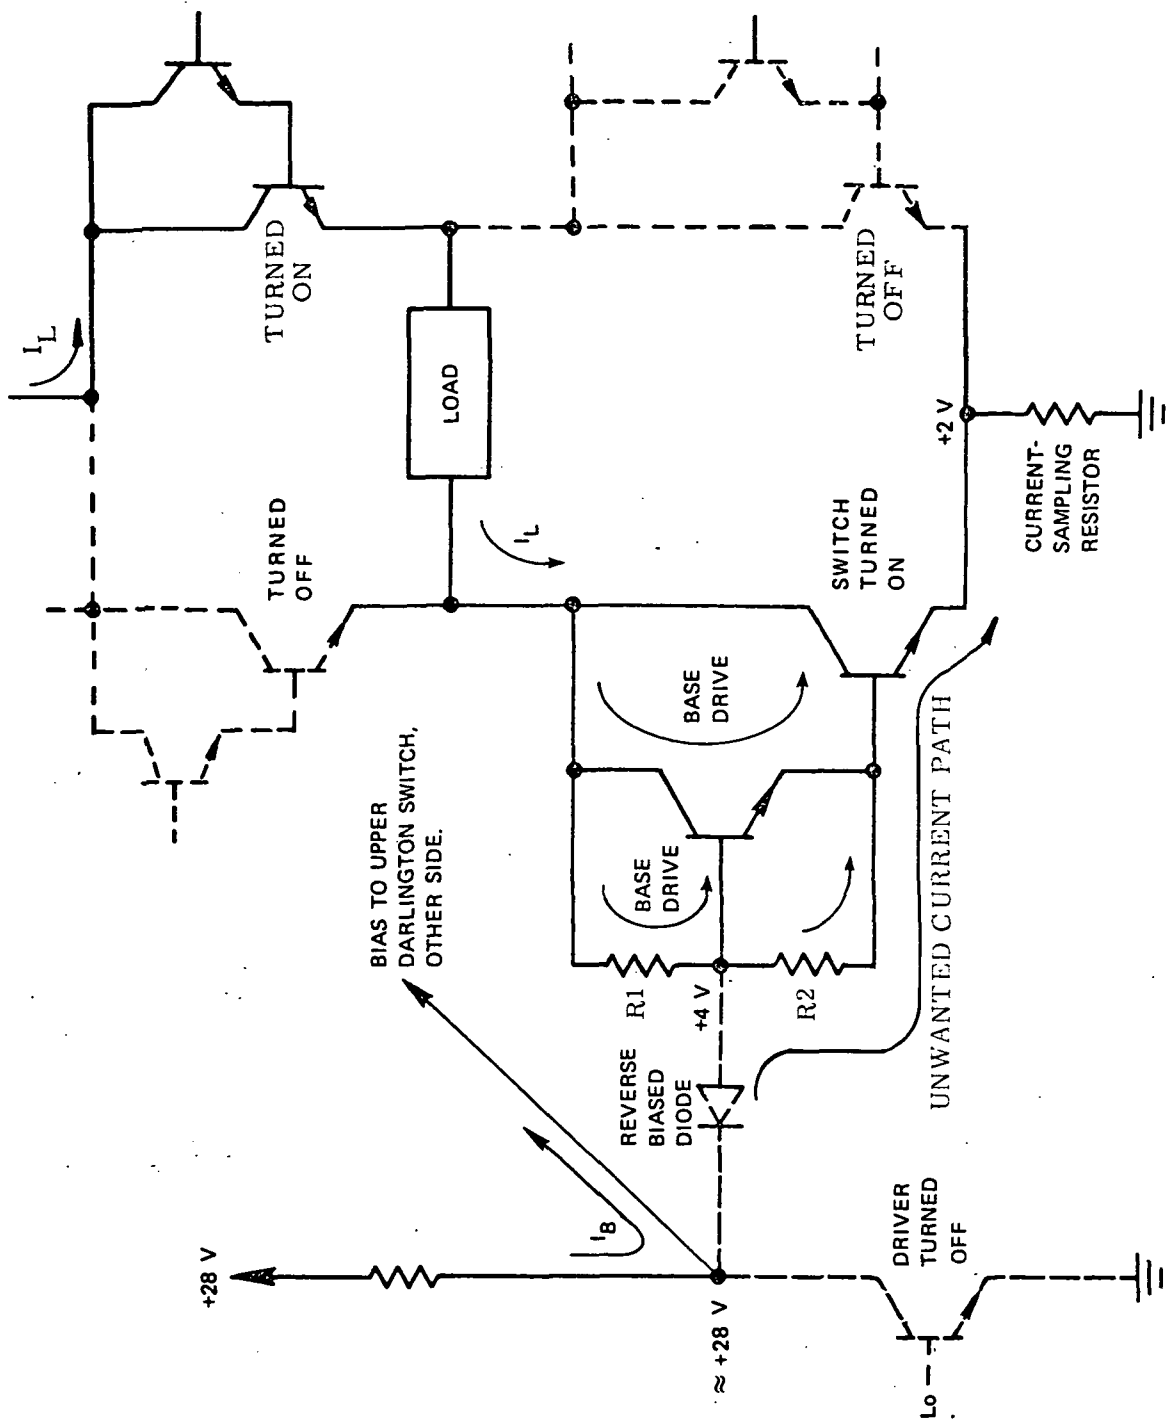 +28 V
≈ +28 V
Lo
DRIVER
TURNED
OFF
I_B
BIAS TO UPPER
DARLINGTON SWITCH,
OTHER SIDE.
REVERSE
BIASED
DIODE
+4 V
R1
R2
BASE
DRIVE
BASE
DRIVE
UNWANTED CURRENT PATH
TURNED
OFF
I_L
SWITCH
TURNED
ON
LOAD
I_L
TURNED
ON
TURNED
OFF
+2 V
CURRENT-
SAMPLING
RESISTOR